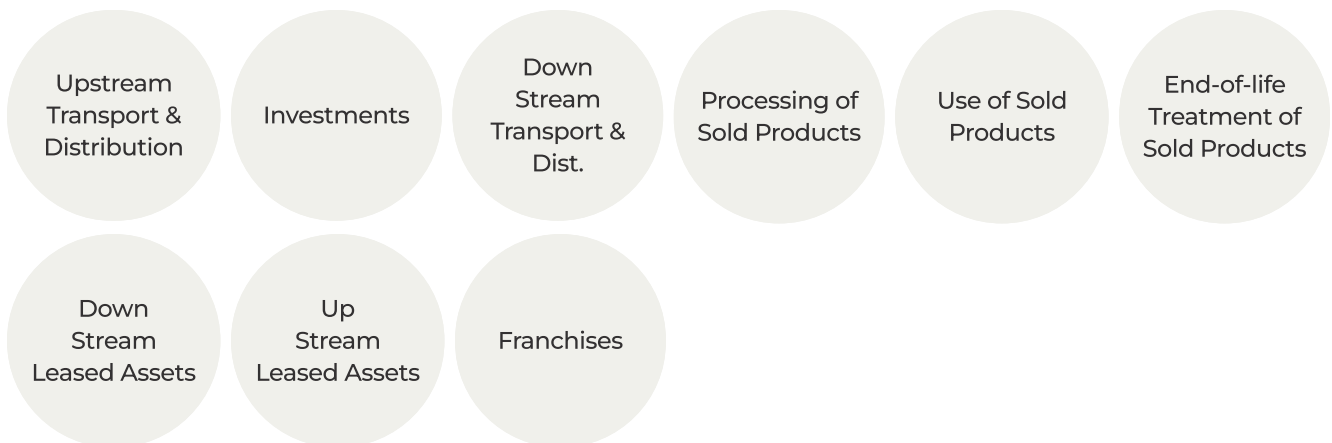 Upstream
Transport &
Distribution
Investments
Down
Stream
Transport &
Dist.
Processing of
Sold Products
Use of Sold
Products
End-of-life
Treatment of
Sold Products
Down
Stream
Leased Assets
Up
Stream
Leased Assets
Franchises